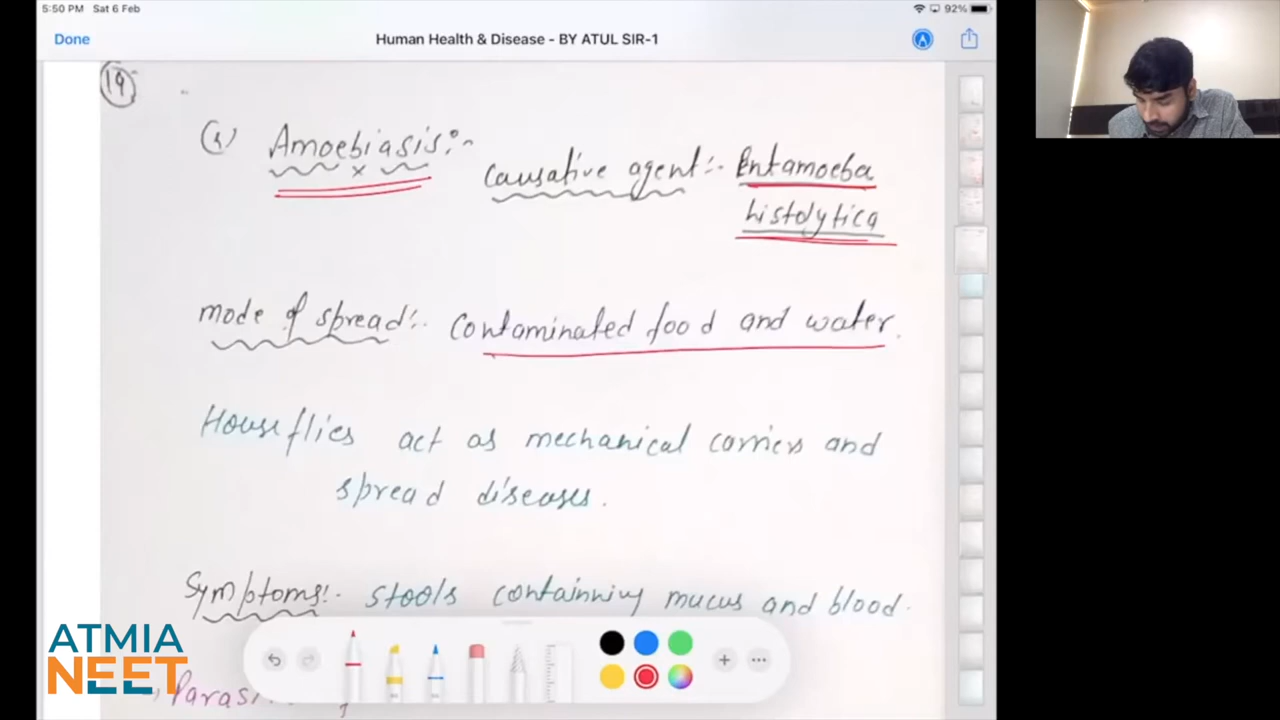 5:50 PM Sat 6 Feb
92%
Done
Human Health & Disease - BY ATUL SIR-1
19
Amoebiasis:-
Causative agent:- Entamoeba
histolytica
mode of spread:- Contaminated food and water.
Houseflies act as mechanical carriers and
spread diseases.
Symptoms:- stools containning mucus and blood.
ATMIA
NEET